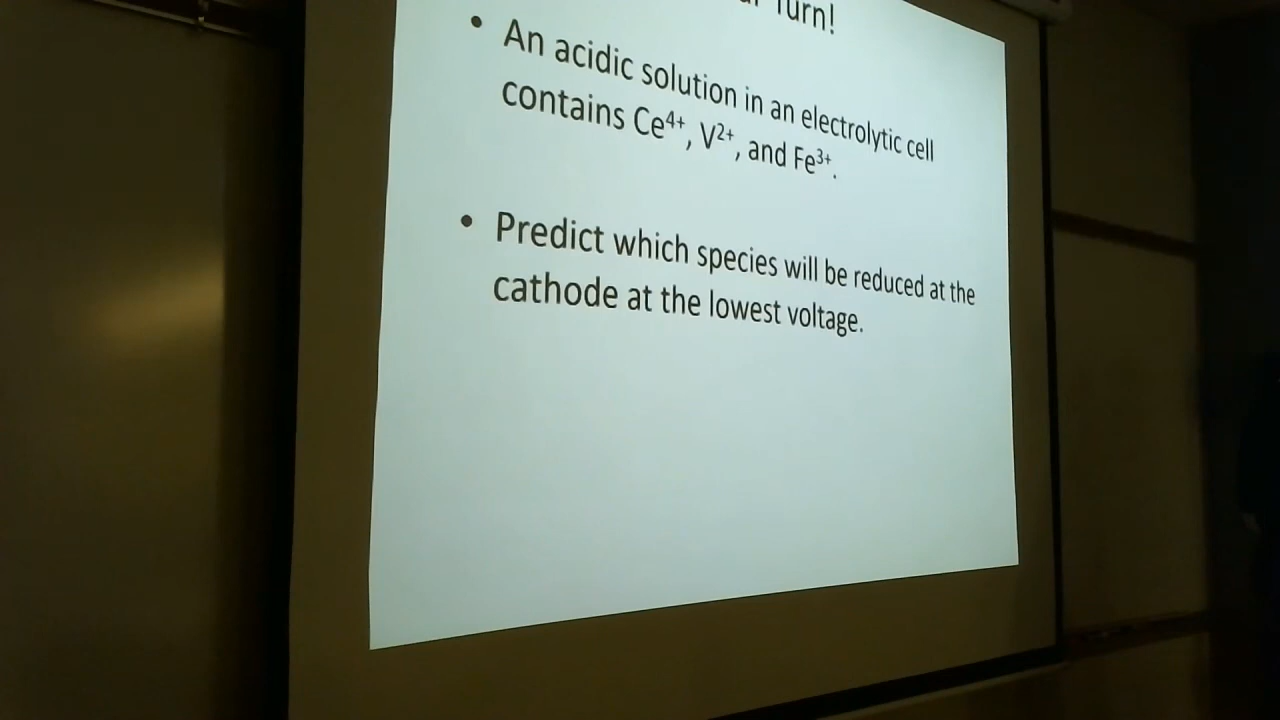 Turn!
• An acidic solution in an electrolytic cell
contains Ce⁴⁺, V²⁺, and Fe³⁺.
• Predict which species will be reduced at the
cathode at the lowest voltage.